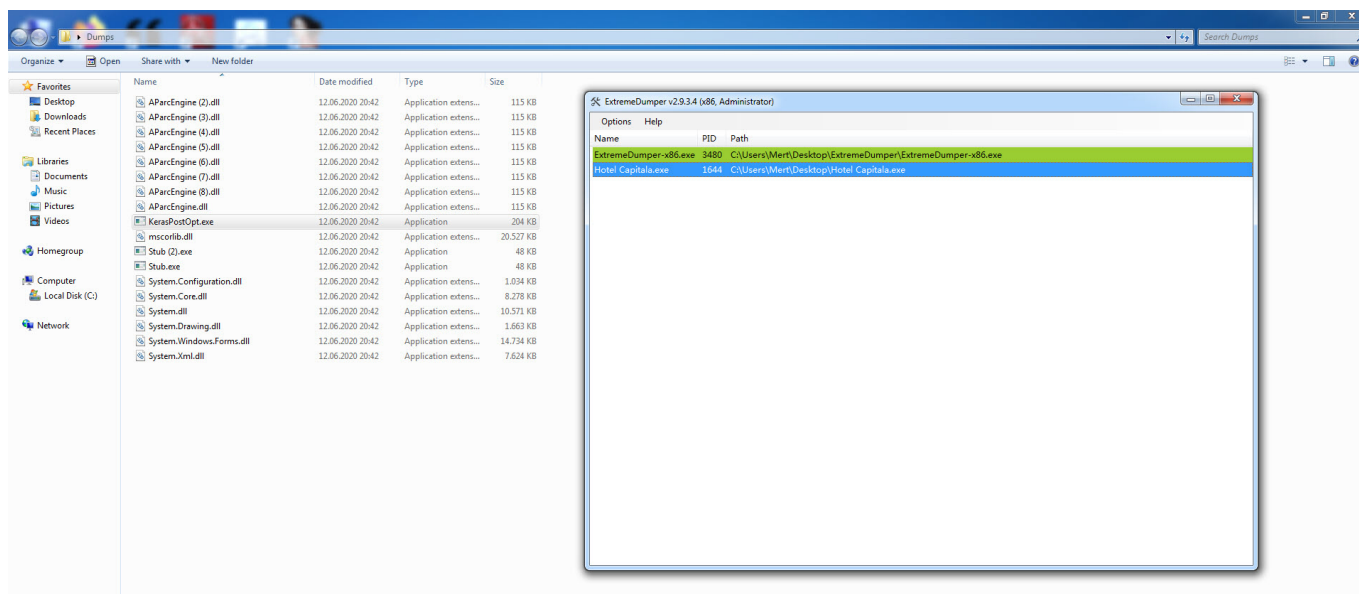 Dumps
Search Dumps
Organize Open Share with New folder
Favorites
Desktop
Downloads
Recent Places
Libraries
Documents
Music
Pictures
Videos
Homegroup
Computer
Local Disk (C:)
Network
Name Date modified Type Size
AParcEngine (2).dll 12.06.2020 20:42 Application extens... 115 KB
AParcEngine (3).dll 12.06.2020 20:42 Application extens... 115 KB
AParcEngine (4).dll 12.06.2020 20:42 Application extens... 115 KB
AParcEngine (5).dll 12.06.2020 20:42 Application extens... 115 KB
AParcEngine (6).dll 12.06.2020 20:42 Application extens... 115 KB
AParcEngine (7).dll 12.06.2020 20:42 Application extens... 115 KB
AParcEngine (8).dll 12.06.2020 20:42 Application extens... 115 KB
AParcEngine.dll 12.06.2020 20:42 Application extens... 115 KB
KerasPostOpt.exe 12.06.2020 20:42 Application 204 KB
mscorlib.dll 12.06.2020 20:42 Application extens... 20.527 KB
Stub (2).exe 12.06.2020 20:42 Application 48 KB
Stub.exe 12.06.2020 20:42 Application 48 KB
System.Configuration.dll 12.06.2020 20:42 Application extens... 1.034 KB
System.Core.dll 12.06.2020 20:42 Application extens... 8.278 KB
System.dll 12.06.2020 20:42 Application extens... 10.571 KB
System.Drawing.dll 12.06.2020 20:42 Application extens... 1.663 KB
System.Windows.Forms.dll 12.06.2020 20:42 Application extens... 14.734 KB
System.Xml.dll 12.06.2020 20:42 Application extens... 7.624 KB
ExtremeDumper v2.9.3.4 (x86, Administrator)
Options Help
Name PID Path
ExtremeDumper-x86.exe 3480 C:\Users\Mert\Desktop\ExtremeDumper\ExtremeDumper-x86.exe
Hotel Capitala.exe 1644 C:\Users\Mert\Desktop\Hotel Capitala.exe